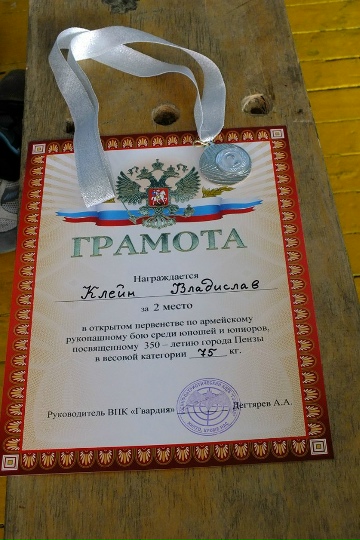 ГРАМОТА
Награждается
Клейн Владислав
за 2 место
в открытом первенстве по армейскому
рукопашному бою среди юношей и юниоров,
посвященному 350 – летию города Пензы
в весовой категории 75 кг.
Руководитель ВПК «Гвардия» Дегтярев А.А.